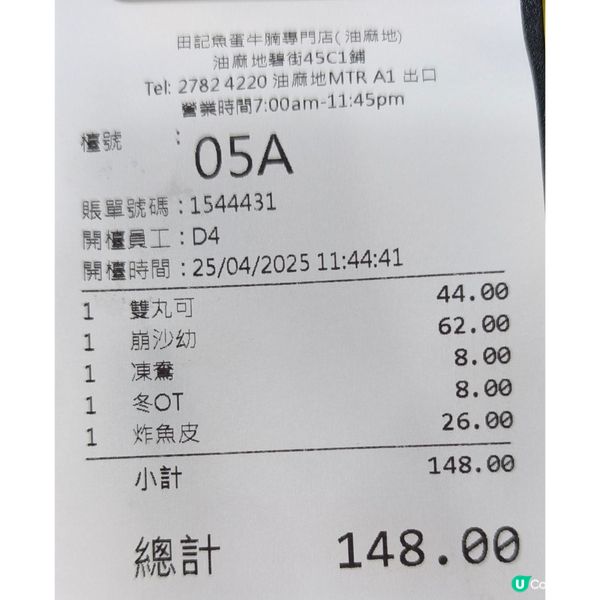 田記魚蛋牛腩專門店(油麻地)
油麻地碧街45C1鋪
Tel: 2782 4220 油麻地MTR A1 出口
營業時間7:00am-11:45pm
檯號 : 05A
賬單號碼 : 1544431
開檯員工 : D4
開檯時間 : 25/04/2025 11:44:41
1 雙丸可 44.00
1 崩沙幼 62.00
1 凍鴦 8.00
1 冬OT 8.00
1 炸魚皮 26.00
小計 148.00
總計 148.00